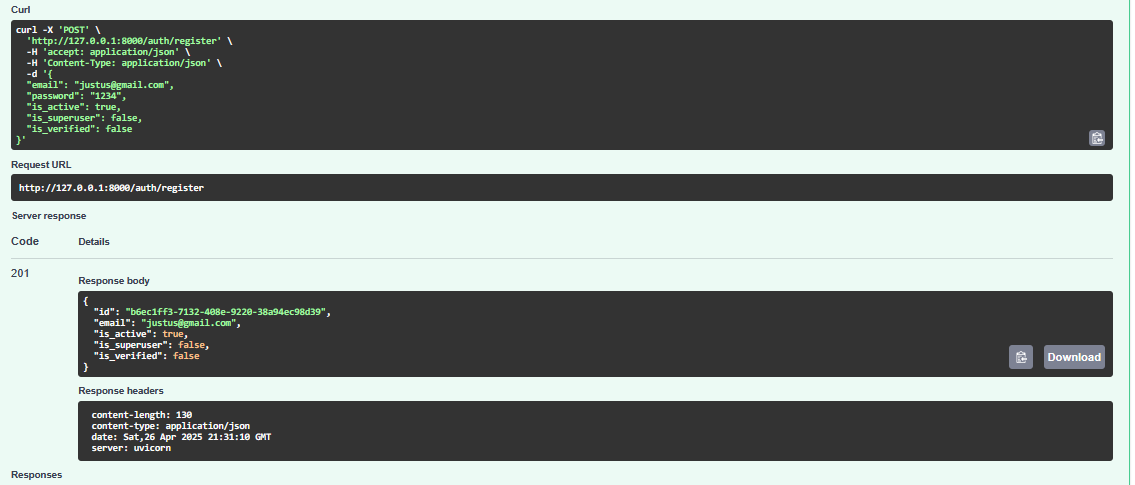 Curl
curl -X 'POST' \
  'http://127.0.0.1:8000/auth/register' \
  -H 'accept: application/json' \
  -H 'Content-Type: application/json' \
  -d '{
  "email": "justus@gmail.com",
  "password": "1234",
  "is_active": true,
  "is_superuser": false,
  "is_verified": false
}'
Request URL
http://127.0.0.1:8000/auth/register
Server response
Code Details
201
Response body
{
  "id": "b6ec1ff3-7132-408e-9220-38a94ec98d39",
  "email": "justus@gmail.com",
  "is_active": true,
  "is_superuser": false,
  "is_verified": false
}
Download
Response headers
content-length: 130
content-type: application/json
date: Sat,26 Apr 2025 21:31:10 GMT
server: uvicorn
Responses